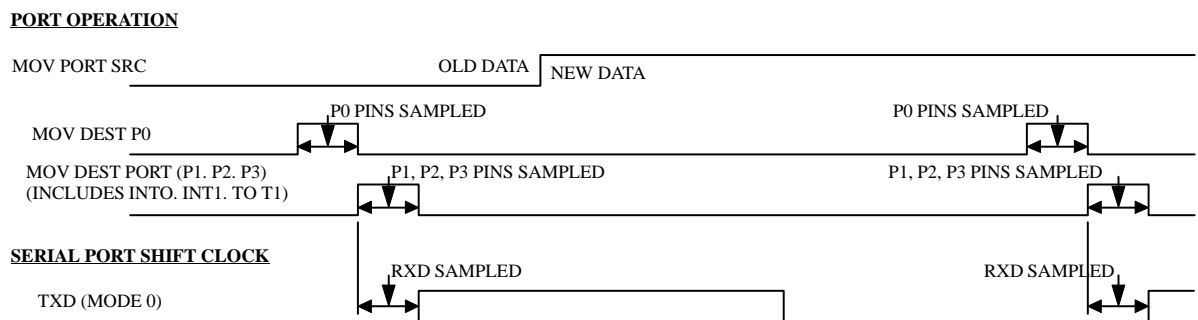 PORT OPERATION
MOV PORT SRC
OLD DATA
NEW DATA
P0 PINS SAMPLED
P0 PINS SAMPLED
MOV DEST P0
MOV DEST PORT (P1. P2. P3)
(INCLUDES INTO. INT1. TO T1)
P1, P2, P3 PINS SAMPLED
P1, P2, P3 PINS SAMPLED
SERIAL PORT SHIFT CLOCK
RXD SAMPLED
RXD SAMPLED
TXD (MODE 0)